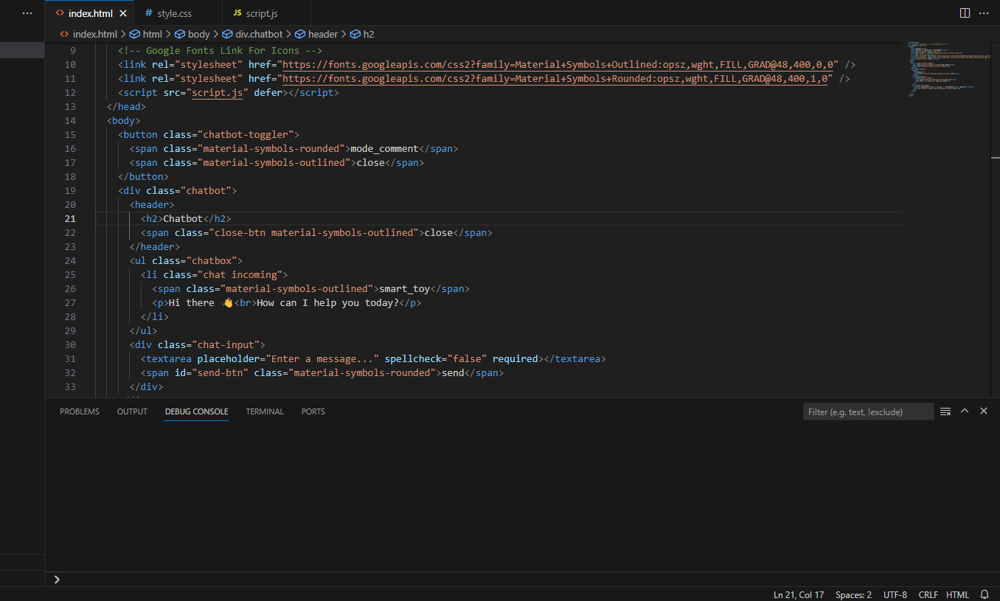 index.html
# style.css
JS script.js
index.html > html > body > div.chatbot > header > h2
9 <!-- Google Fonts Link For Icons -->
10 <link rel="stylesheet" href="https://fonts.googleapis.com/css2?family=Material+Symbols+Outlined:opsz,wght,FILL,GRAD@48,400,0,0" />
11 <link rel="stylesheet" href="https://fonts.googleapis.com/css2?family=Material+Symbols+Rounded:opsz,wght,FILL,GRAD@48,400,1,0" />
12 <script src="script.js" defer></script>
13 </head>
14 <body>
15 <button class="chatbot-toggler">
16 <span class="material-symbols-rounded">mode_comment</span>
17 <span class="material-symbols-outlined">close</span>
18 </button>
19 <div class="chatbot">
20 <header>
21 <h2>Chatbot</h2>
22 <span class="close-btn material-symbols-outlined">close</span>
23 </header>
24 <ul class="chatbox">
25 <li class="chat incoming">
26 <span class="material-symbols-outlined">smart_toy</span>
27 <p>Hi there 👋<br>How can I help you today?</p>
28 </li>
29 </ul>
30 <div class="chat-input">
31 <textarea placeholder="Enter a message..." spellcheck="false" required></textarea>
32 <span id="send-btn" class="material-symbols-rounded">send</span>
33 </div>
PROBLEMS OUTPUT DEBUG CONSOLE TERMINAL PORTS Filter (e.g. text, !exclude)
Ln 21, Col 17 Spaces: 2 UTF-8 CRLF HTML